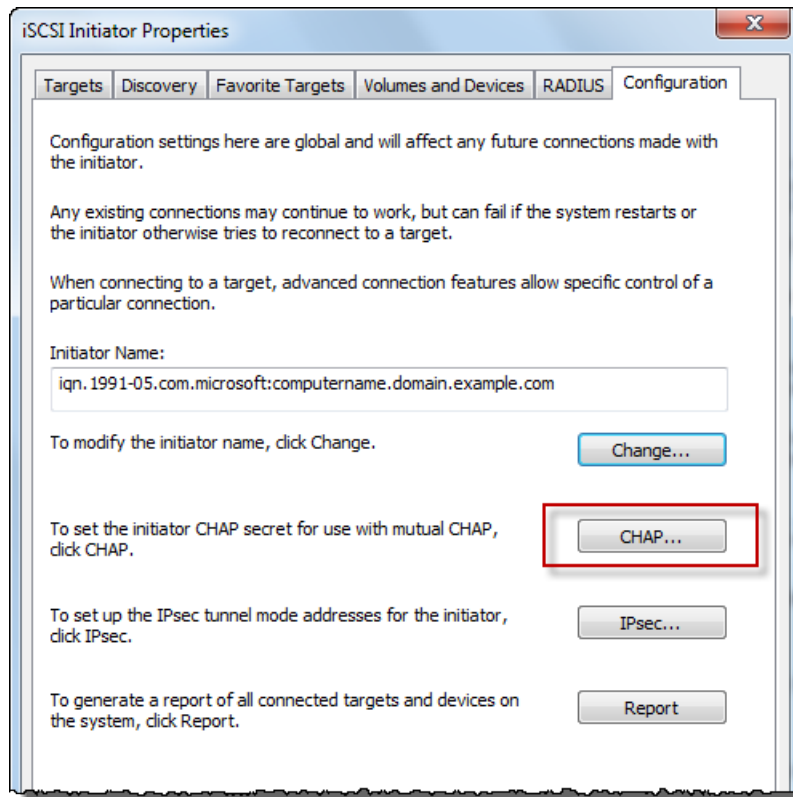 iSCSI Initiator Properties
Targets Discovery Favorite Targets Volumes and Devices RADIUS Configuration
Configuration settings here are global and will affect any future connections made with
the initiator.
Any existing connections may continue to work, but can fail if the system restarts or
the initiator otherwise tries to reconnect to a target.
When connecting to a target, advanced connection features allow specific control of a
particular connection.
Initiator Name:
iqn.1991-05.com.microsoft:computername.domain.example.com
To modify the initiator name, click Change.
Change...
To set the initiator CHAP secret for use with mutual CHAP,
click CHAP.
CHAP...
To set up the IPsec tunnel mode addresses for the initiator,
click IPsec.
IPsec...
To generate a report of all connected targets and devices on
the system, click Report.
Report